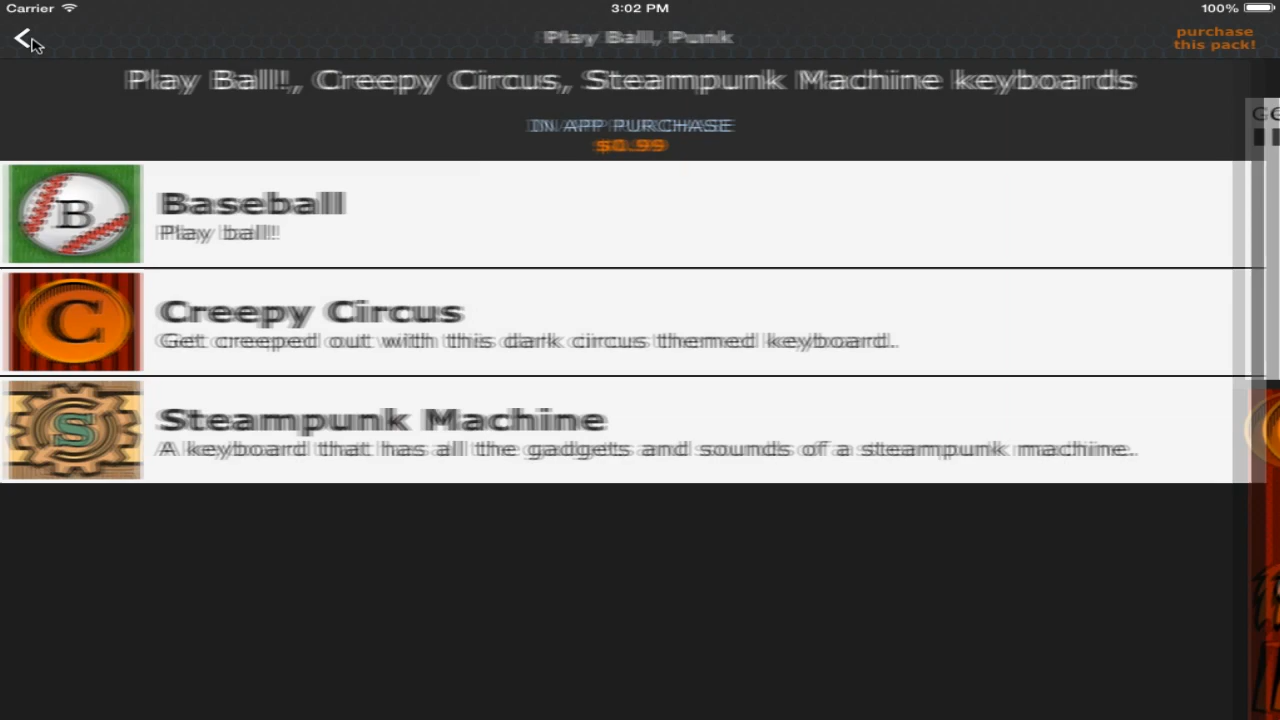 Carrier 3:02 PM 100%
Play Ball, Punk
purchase
this pack!
Play Ball!, Creepy Circus, Steampunk Machine keyboards
IN APP PURCHASE
$0.99
B
Baseball
Play ball!
C
Creepy Circus
Get creeped out with this dark circus themed keyboard.
S
Steampunk Machine
A keyboard that has all the gadgets and sounds of a steampunk machine.